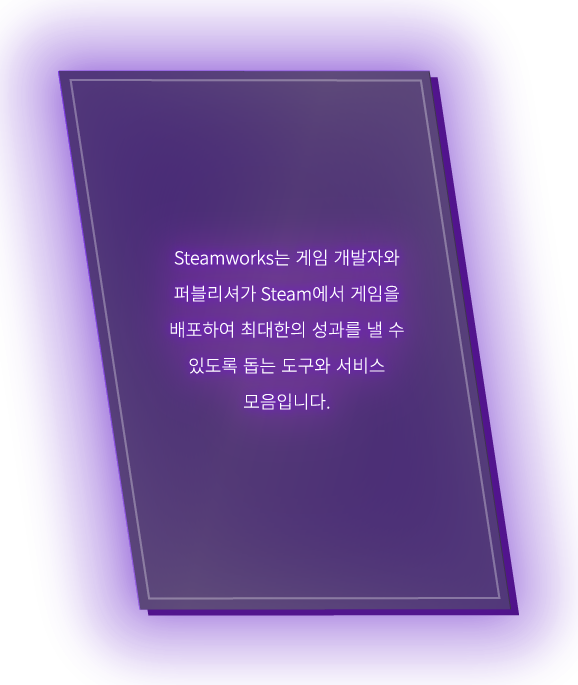 Steamworks는 게임 개발자와
퍼블리셔가 Steam에서 게임을
배포하여 최대한의 성과를 낼 수
있도록 돕는 도구와 서비스
모음입니다.